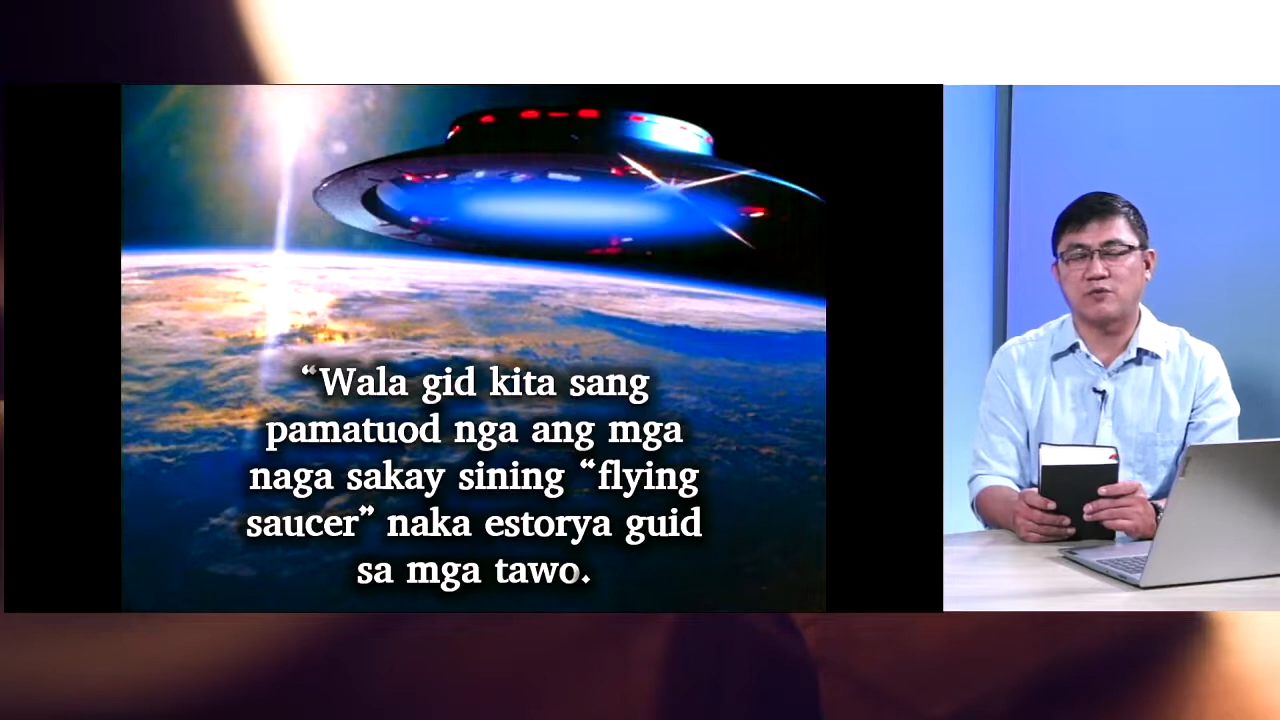 “Wala gid kita sang
pamatuod nga ang mga
naga sakay sining “flying
saucer” naka estorya guid
sa mga tawo.